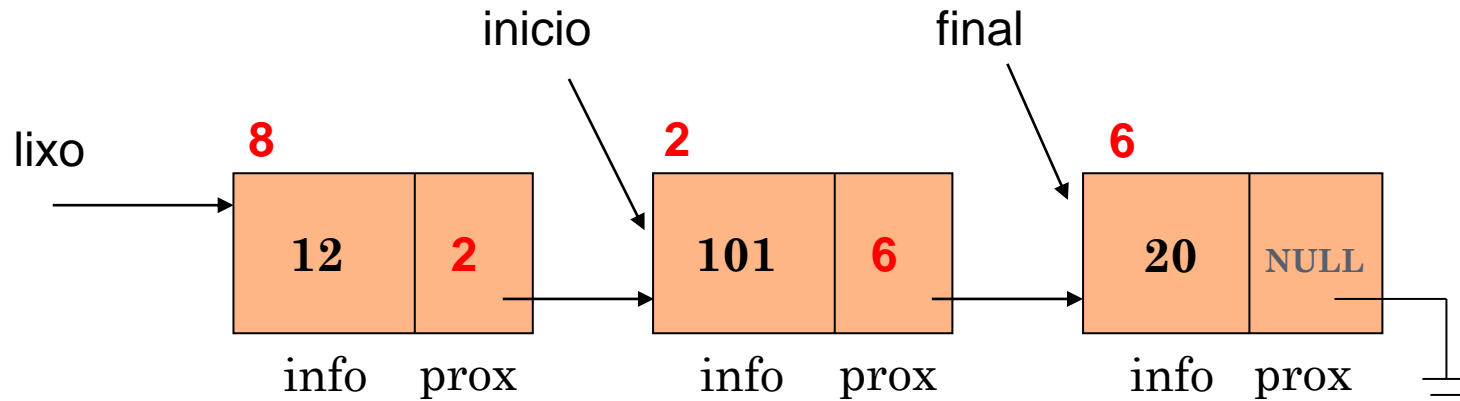 inicio final
lixo 8 2 6
12 2 101 6 20 NULL
info prox info prox info prox